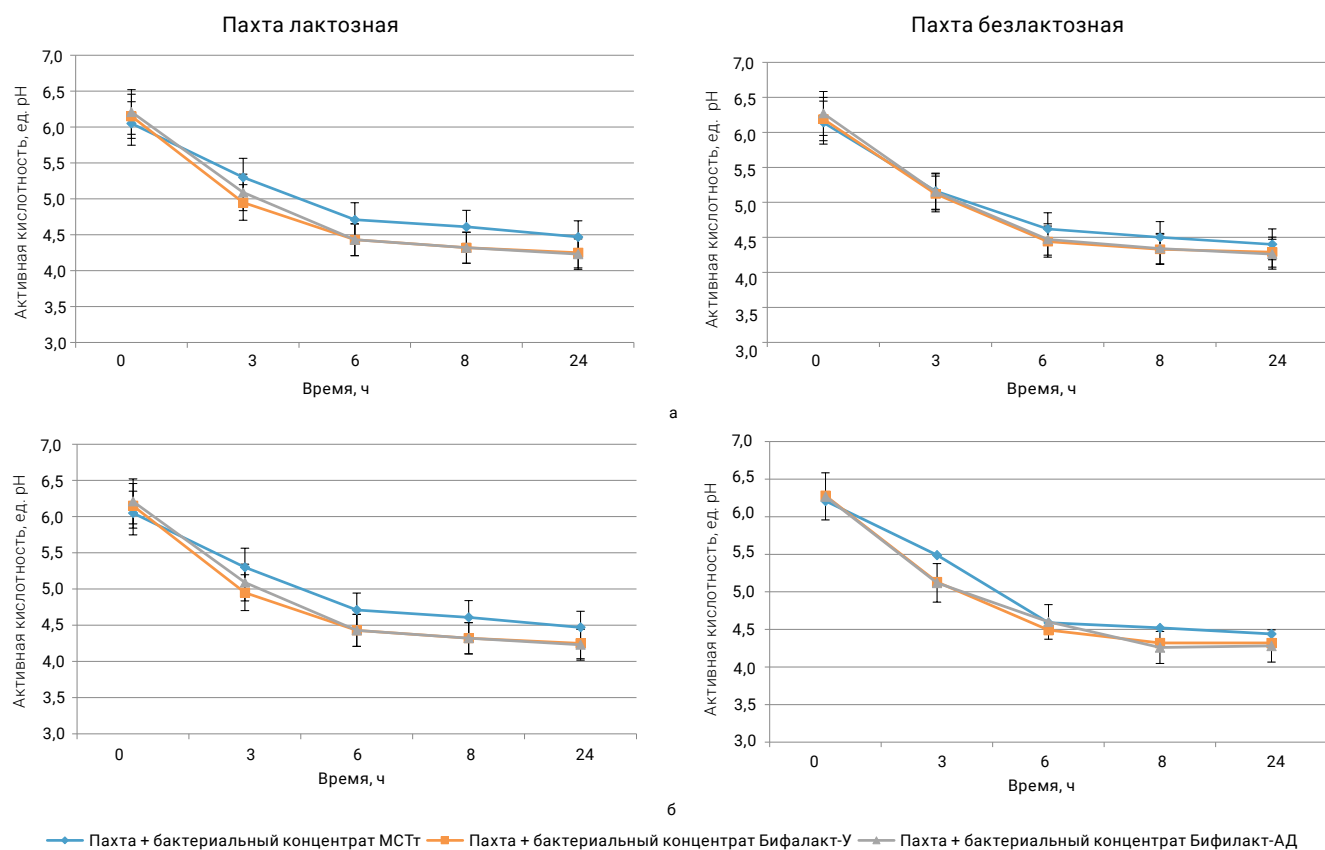 Пахта лактозная
Активная кислотность, ед. pH
7,0
6,5
6,0
5,5
5,0
4,5
4,0
3,5
3,0
0 3 6 8 24
Время, ч
Пахта безлактозная
Активная кислотность, ед. pH
7,0
6,5
6,0
5,5
5,0
4,5
4,0
3,5
3,0
0 3 6 8 24
Время, ч
а
Активная кислотность, ед. pH
7,0
6,5
6,0
5,5
5,0
4,5
4,0
3,5
3,0
0 3 6 8 24
Время, ч
Активная кислотность, ед. pH
7,0
6,5
6,0
5,5
5,0
4,5
4,0
3,5
3,0
0 3 6 8 24
Время, ч
б
Пахта + бактериальный концентрат МСТт Пахта + бактериальный концентрат Бифалакт-У Пахта + бактериальный концентрат Бифилакт-АД